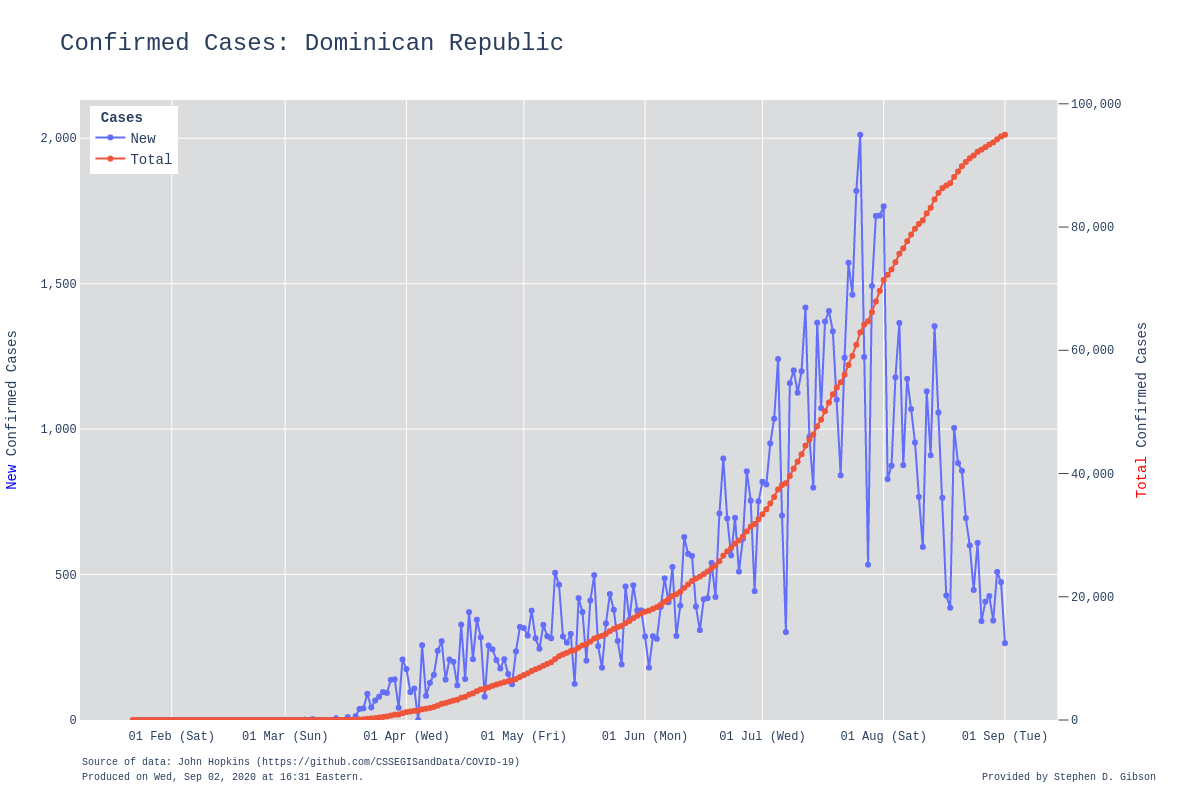 Confirmed Cases: Dominican Republic
Cases
New
Total
2,000
1,500
1,000
500
0
100,000
80,000
60,000
40,000
20,000
0
New Confirmed Cases
Total Confirmed Cases
01 Feb (Sat) 01 Mar (Sun) 01 Apr (Wed) 01 May (Fri) 01 Jun (Mon) 01 Jul (Wed) 01 Aug (Sat) 01 Sep (Tue)
Source of data: John Hopkins (https://github.com/CSSEGISandData/COVID-19)
Produced on Wed, Sep 02, 2020 at 16:31 Eastern.
Provided by Stephen D. Gibson